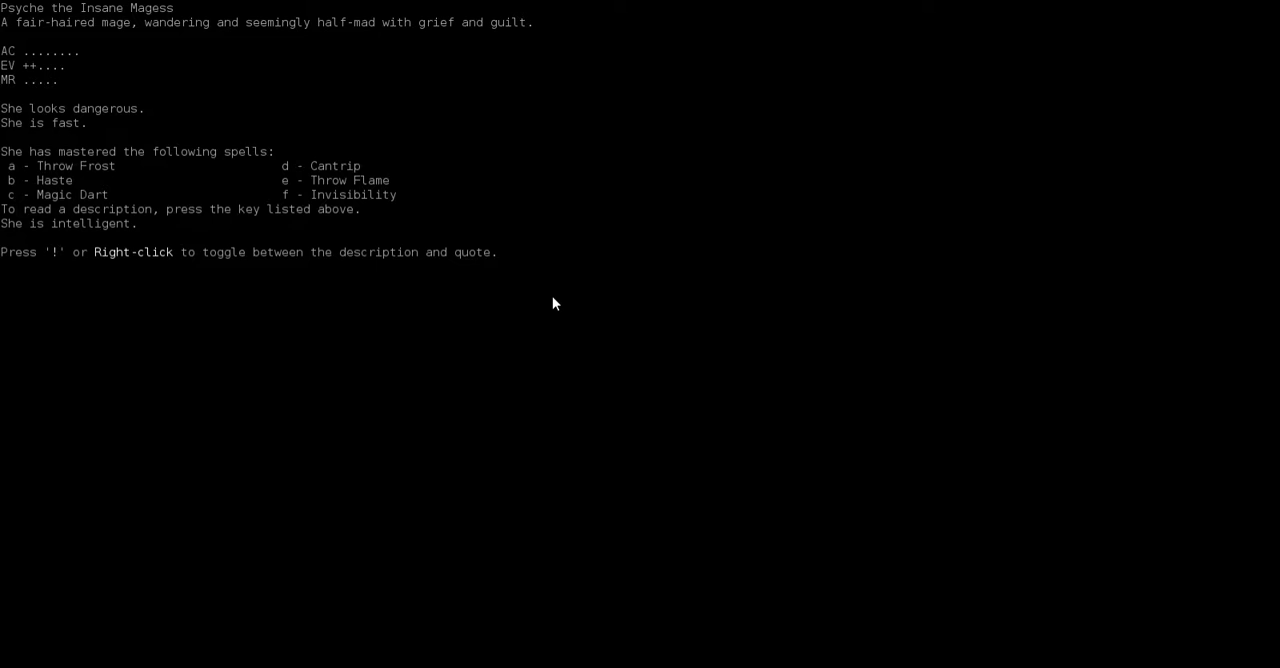 Psyche the Insane Magess
A fair-haired mage, wandering and seemingly half-mad with grief and guilt.
AC ........
EV ++....
MR .....
She looks dangerous.
She is fast.
She has mastered the following spells:
a - Throw Frost d - Cantrip
b - Haste e - Throw Flame
c - Magic Dart f - Invisibility
To read a description, press the key listed above.
She is intelligent.
Press '!' or Right-click to toggle between the description and quote.